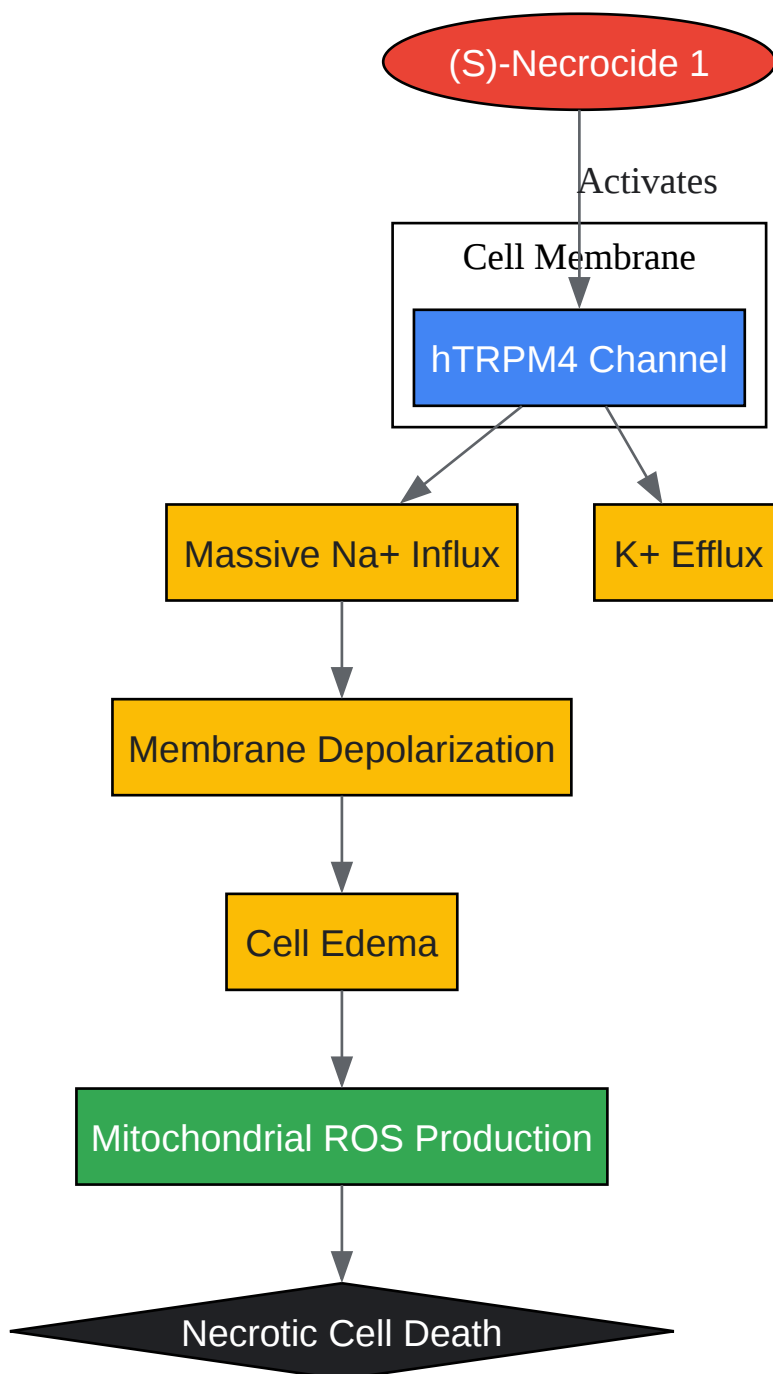 (S)-Necrocide 1
Activates
Cell Membrane
hTRPM4 Channel
Massive Na+ Influx
K+ Efflux
Membrane Depolarization
Cell Edema
Mitochondrial ROS Production
Necrotic Cell Death